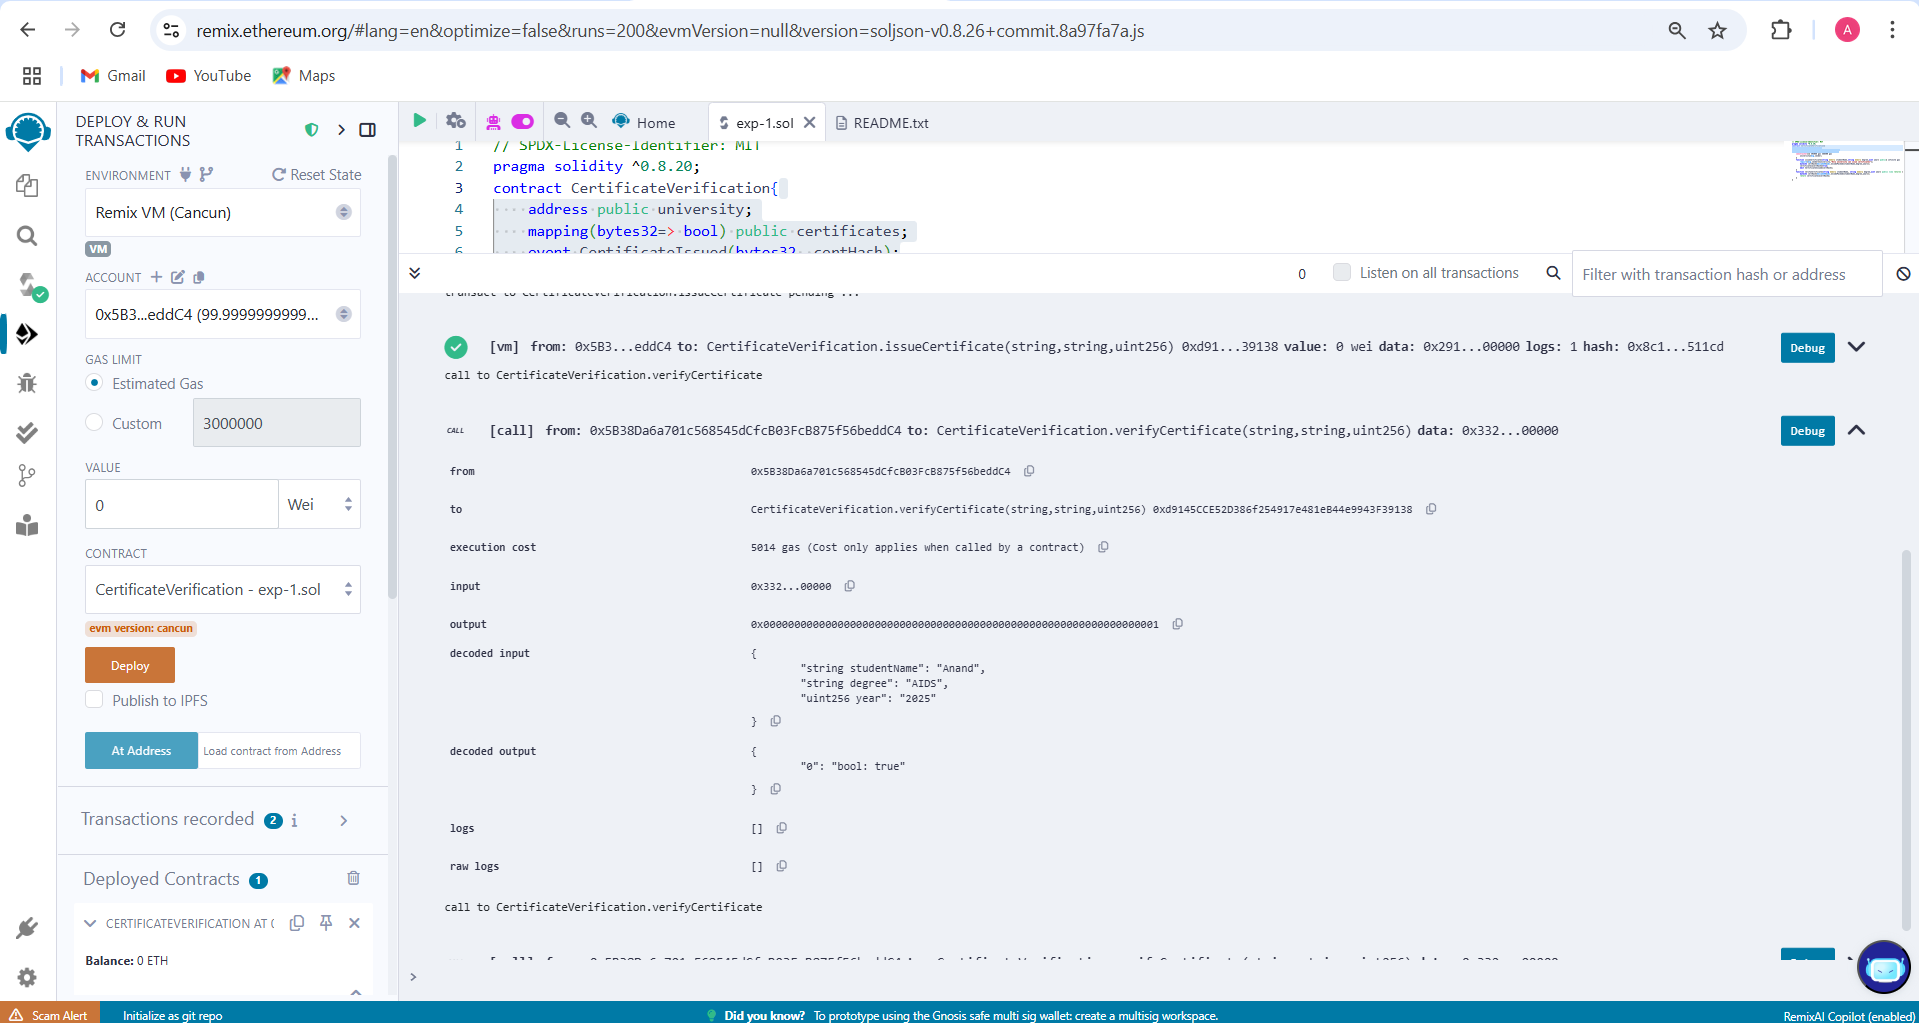 remix.ethereum.org/#lang=en&optimize=false&runs=200&evmVersion=null&version=soljson-v0.8.26+commit.8a97fa7a.js
A
Gmail
YouTube
Maps
DEPLOY & RUN
TRANSACTIONS
ENVIRONMENT
Reset State
Remix VM (Cancun)
VM
ACCOUNT
0x5B3...eddC4 (99.9999999999...
GAS LIMIT
Estimated Gas
Custom
3000000
VALUE
0
Wei
CONTRACT
CertificateVerification - exp-1.sol
evm version: cancun
Deploy
Publish to IPFS
At Address
Load contract from Address
Transactions recorded 2 i
Deployed Contracts 1
CERTIFICATEVERIFICATION AT
Balance: 0 ETH
Home
exp-1.sol
README.txt
1 // SPDX-License-Identifier: MIT
2 pragma solidity ^0.8.20;
3 contract CertificateVerification{
4 address public university;
5 mapping(bytes32=> bool) public certificates;
6 event CertificateIssued(bytes32 certHash);
0
Listen on all transactions
Filter with transaction hash or address
transact to CertificateVerification.issueCertificate pending ...
[vm] from: 0x5B3...eddC4 to: CertificateVerification.issueCertificate(string,string,uint256) 0xd91...39138 value: 0 wei data: 0x291...00000 logs: 1 hash: 0x8c1...511cd
Debug
call to CertificateVerification.verifyCertificate
CALL
[call] from: 0x5B38Da6a701c568545dCfcB03FcB875f56beddC4 to: CertificateVerification.verifyCertificate(string,string,uint256) data: 0x332...00000
Debug
from 0x5B38Da6a701c568545dCfcB03FcB875f56beddC4
to CertificateVerification.verifyCertificate(string,string,uint256) 0xd9145CCE52D386f254917e481eB44e9943F39138
execution cost 5014 gas (Cost only applies when called by a contract)
input 0x332...00000
output 0x0000000000000000000000000000000000000000000000000000000000000001
decoded input {
"string studentName": "Anand",
"string degree": "AIDS",
"uint256 year": "2025"
}
decoded output {
"0": "bool: true"
}
logs []
raw logs []
call to CertificateVerification.verifyCertificate
>
Scam Alert
Initialize as git repo
Did you know? To prototype using the Gnosis safe multi sig wallet: create a multisig workspace.
RemixAI Copilot (enabled)